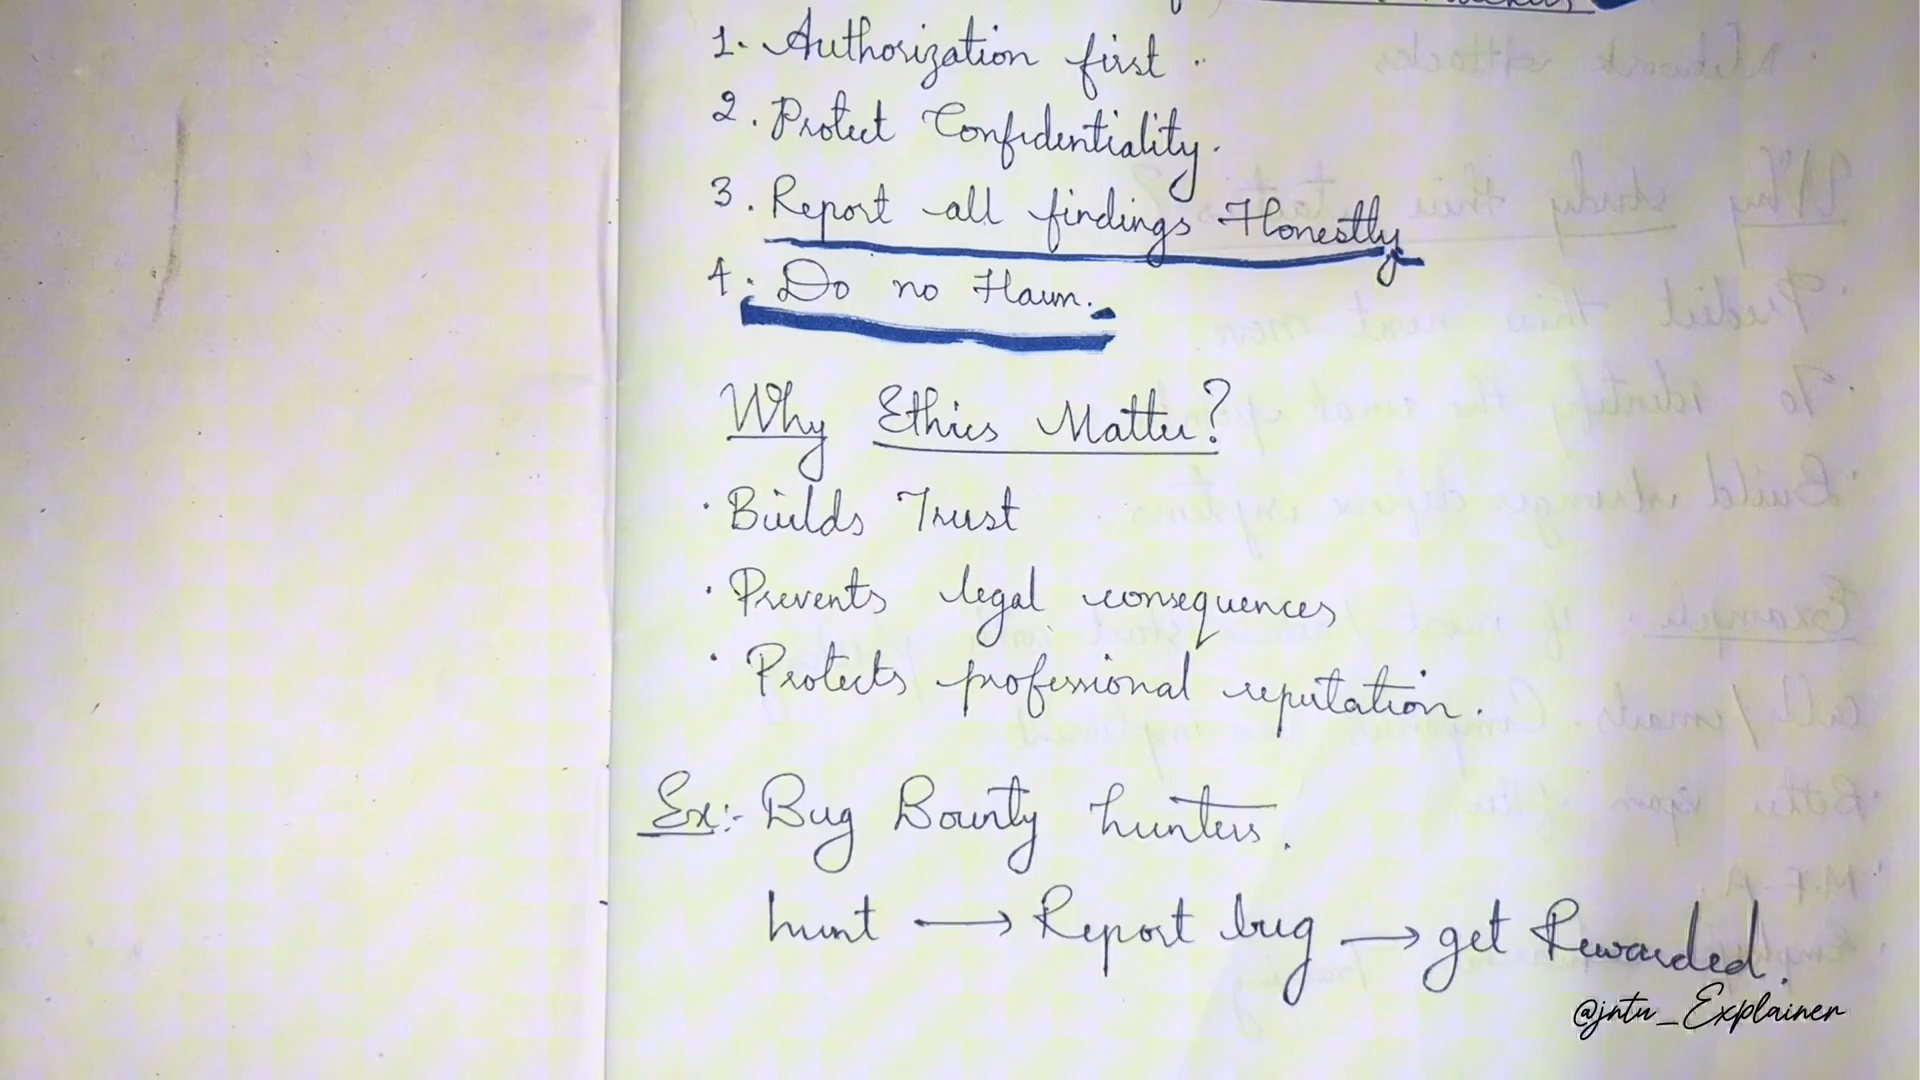 1. Authorization first.
2. Protect Confidentiality.
3. Report all findings Honestly
4. Do no Harm.
Why Ethics Matter?
· Builds Trust
· Prevents legal consequences
· Protects professional reputation.
Ex:- Bug Bounty hunters.
hunt → Report bug → get Rewarded.
@jntu_Explainer